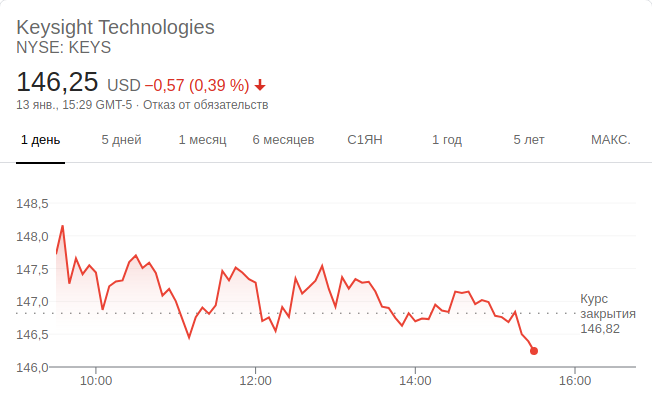 Keysight Technologies
NYSE: KEYS
146,25 USD −0,57 (0,39 %)
13 янв., 15:29 GMT-5 · Отказ от обязательств
1 день 5 дней 1 месяц 6 месяцев С1ЯН 1 год 5 лет МАКС.
148,5
148,0
147,5
147,0
146,5
146,0
Курс
закрытия
146,82
10:00 12:00 14:00 16:00